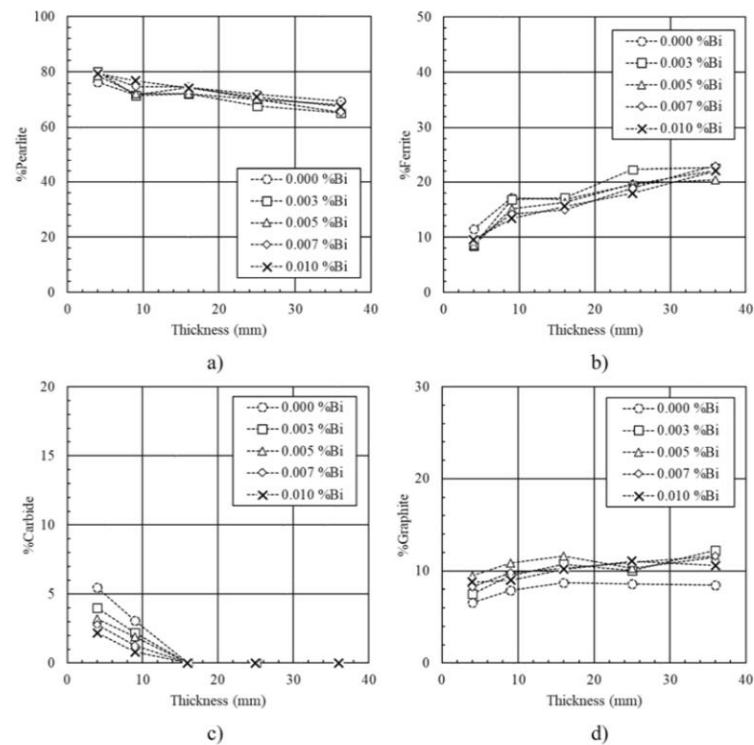 100
80
60
40
20
0
%Pearlite
0.000 %Bi
0.003 %Bi
0.005 %Bi
0.007 %Bi
0.010 %Bi
0 10 20 30 40
Thickness (mm)
a)
50
40
30
20
10
0
%Ferrite
0.000 %Bi
0.003 %Bi
0.005 %Bi
0.007 %Bi
0.010 %Bi
0 10 20 30 40
Thickness (mm)
b)
20
15
10
5
0
%Carbide
0.000 %Bi
0.003 %Bi
0.005 %Bi
0.007 %Bi
0.010 %Bi
0 10 20 30 40
Thickness (mm)
c)
30
20
10
0
%Graphite
0.000 %Bi
0.003 %Bi
0.005 %Bi
0.007 %Bi
0.010 %Bi
0 10 20 30 40
Thickness (mm)
d)